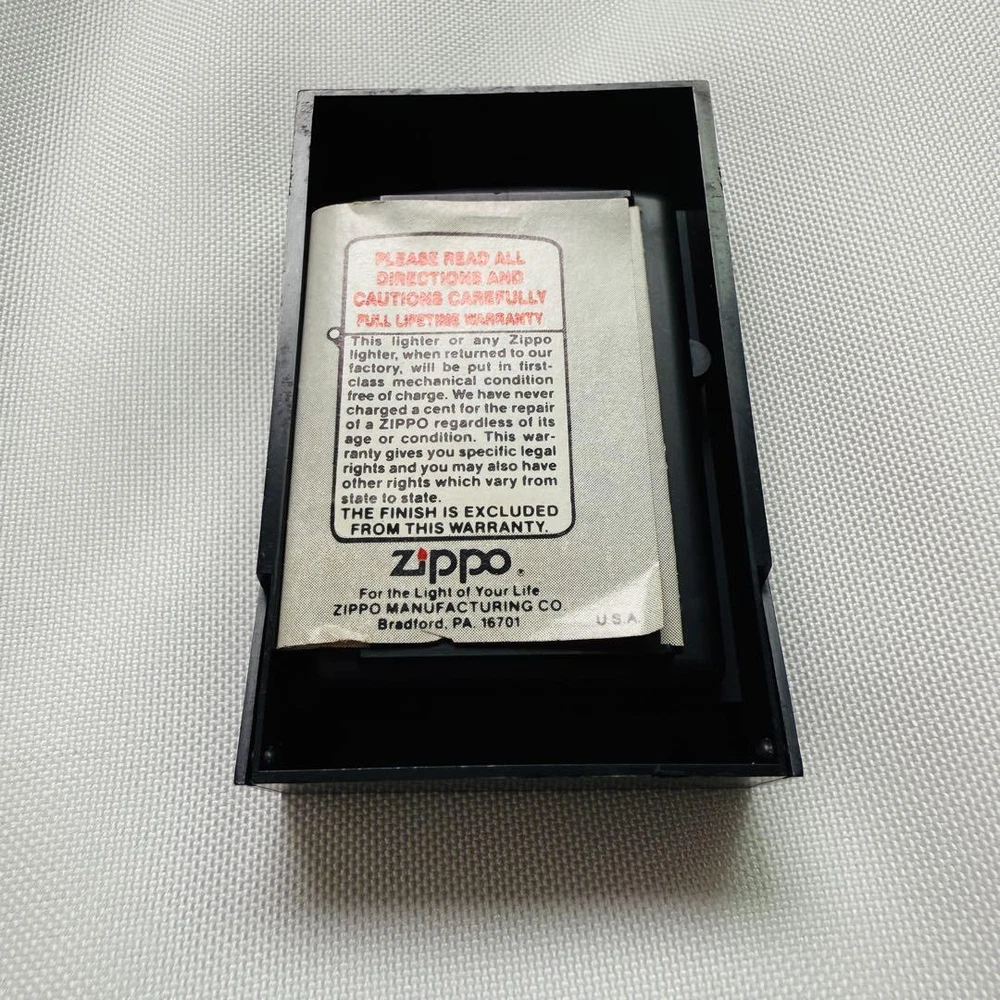 PLEASE READ ALL
DIRECTIONS AND
CAUTIONS CAREFULLY
FULL LIFETIME WARRANTY
This lighter or any Zippo
lighter, when returned to our
factory, will be put in first-
class mechanical condition
free of charge. We have never
charged a cent for the repair
of a ZIPPO regardless of its
age or condition. This war-
ranty gives you specific legal
rights and you may also have
other rights which vary from
state to state.
THE FINISH IS EXCLUDED
FROM THIS WARRANTY.
zippo®
For the Light of Your Life
ZIPPO MANUFACTURING CO.
Bradford, PA. 16701
U.S.A.